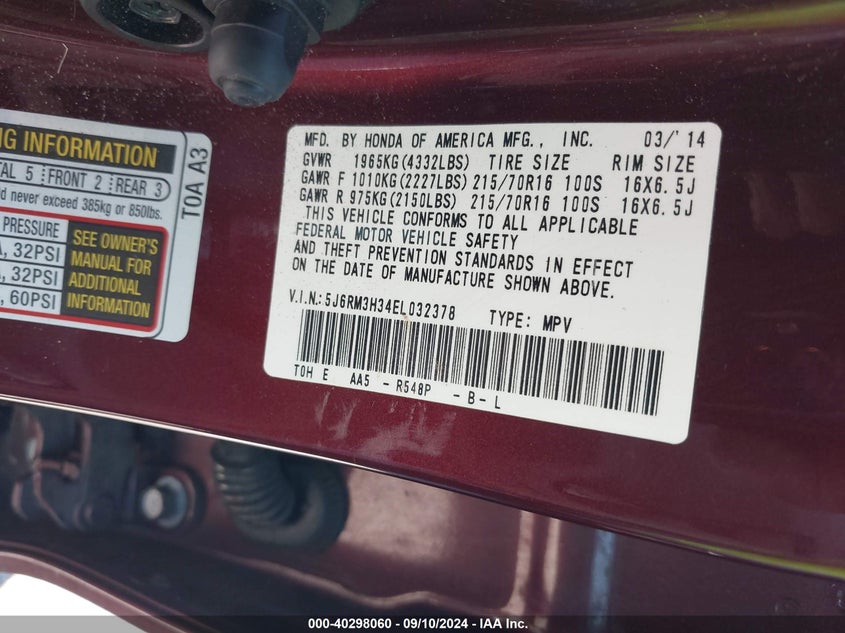 NG INFORMATION
TAL 5 FRONT 2 REAR 3
ld never exceed 385kg or 850lbs.
PRESSURE
SEE OWNER'S
MANUAL FOR
ADDITIONAL
INFORMATION
A, 32PSI
A, 32PSI
, 60PSI
T0A A3
MFD. BY HONDA OF AMERICA MFG., INC. 03/'14
GVWR 1965KG(4332LBS) TIRE SIZE RIM SIZE
GAWR F 1010KG(2227LBS) 215/70R16 100S 16X6.5J
GAWR R 975KG(2150LBS) 215/70R16 100S 16X6.5J
THIS VEHICLE CONFORMS TO ALL APPLICABLE
FEDERAL MOTOR VEHICLE SAFETY
AND THEFT PREVENTION STANDARDS IN EFFECT
ON THE DATE OF MANUFACTURE SHOWN ABOVE.
V.I.N.:5J6RM3H34EL032378 TYPE: MPV
T0H E AA5 - R548P - B - L
000-40298060 - 09/10/2024 - IAA Inc.